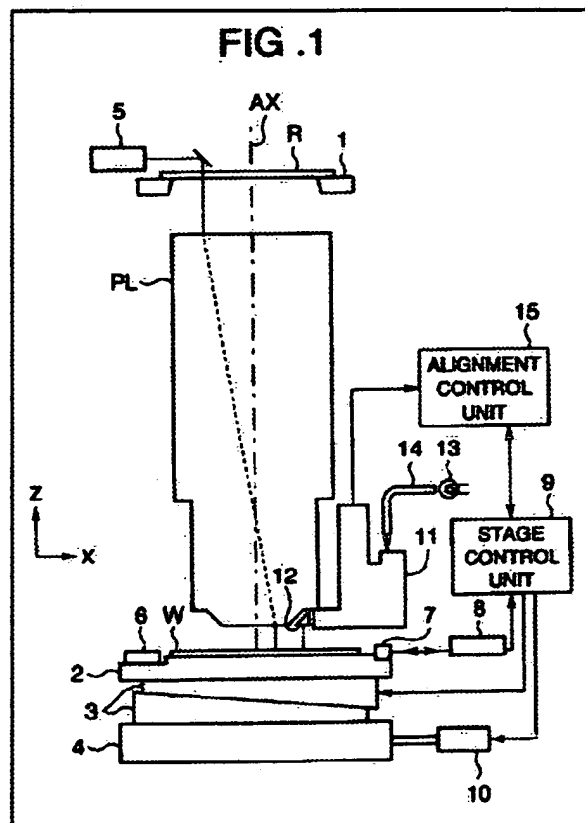 FIG .1
AX
5
R
1
PL
15
ALIGNMENT
CONTROL
UNIT
14
13
9
Z
X
STAGE
CONTROL
UNIT
11
12
6
W
7
8
2
3
4
10